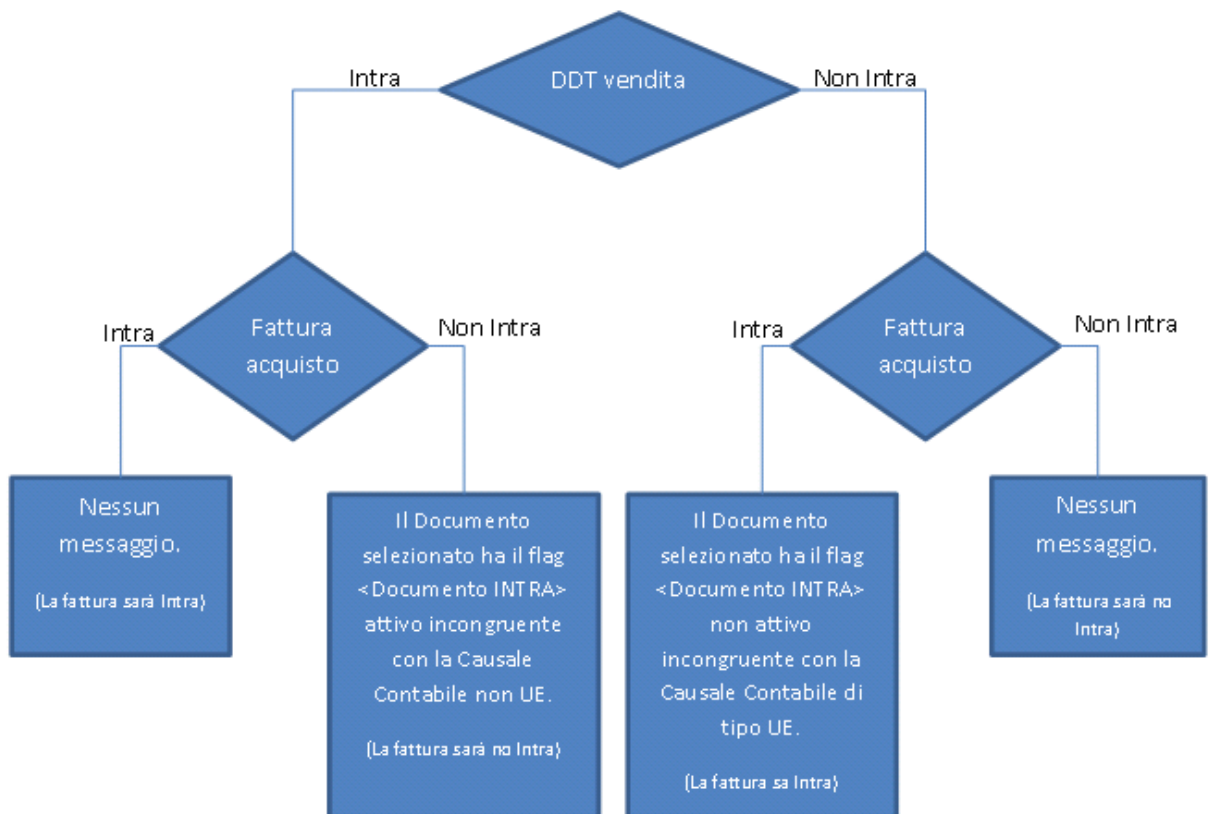 DDT vendita
Intra
Non Intra
Fattura
acquisto
Intra
Non Intra
Fattura
acquisto
Intra
Non Intra
Nessun
messaggio.
(La fattura sarà Intra)
Il Documento
selezionato ha il flag
<Documento INTRA>
attivo incongruente
con la Causale
Contabile non UE.
(La fattura sarà no Intra)
Il Documento
selezionato ha il flag
<Documento INTRA>
non attivo
incongruente con la
Causale Contabile di
tipo UE.
(La fattura sa Intra)
Nessun
messaggio.
(La fattura sarà no
Intra)